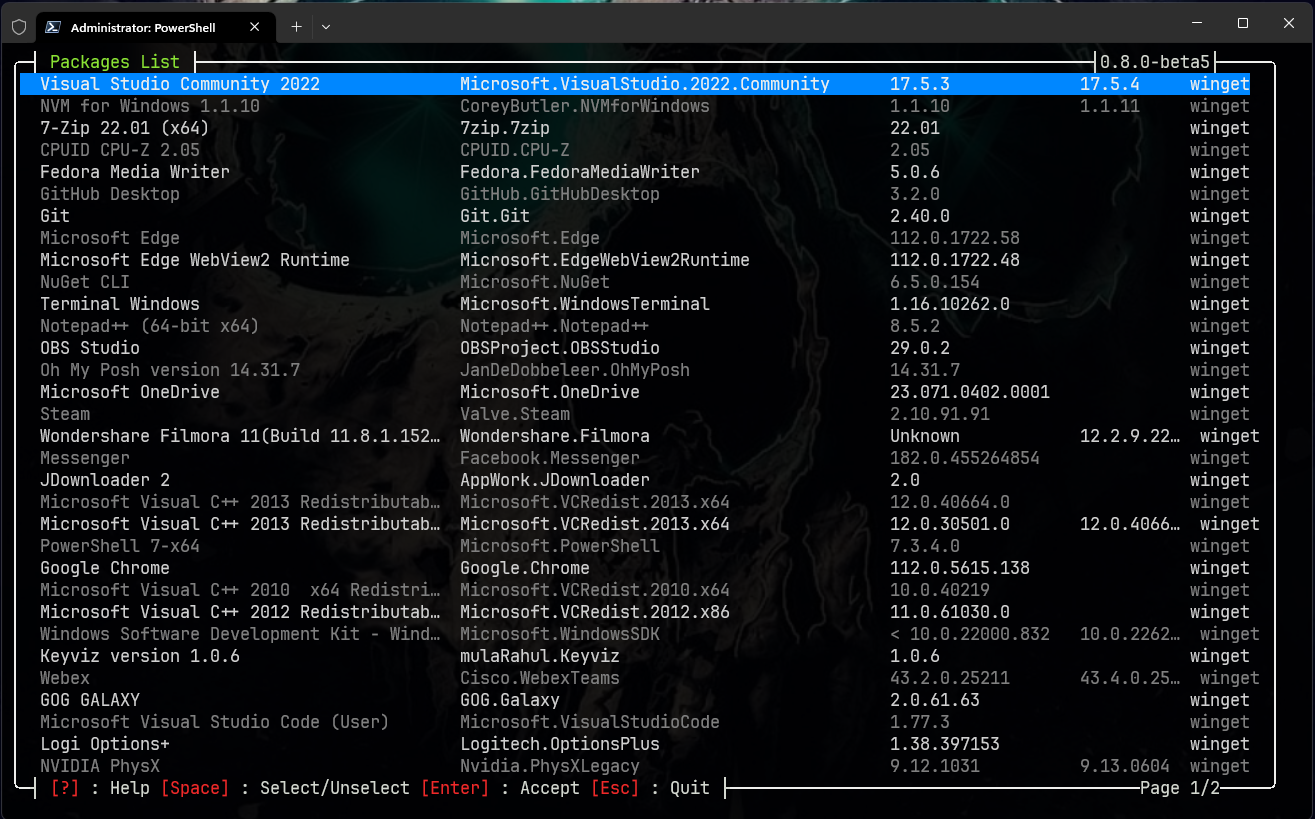 Administrator: PowerShell
Packages List 0.8.0-beta5
Visual Studio Community 2022 Microsoft.VisualStudio.2022.Community 17.5.3 17.5.4 winget
NVM for Windows 1.1.10 CoreyButler.NVMforWindows 1.1.10 1.1.11 winget
7-Zip 22.01 (x64) 7zip.7zip 22.01 winget
CPUID CPU-Z 2.05 CPUID.CPU-Z 2.05 winget
Fedora Media Writer Fedora.FedoraMediaWriter 5.0.6 winget
GitHub Desktop GitHub.GitHubDesktop 3.2.0 winget
Git Git.Git 2.40.0 winget
Microsoft Edge Microsoft.Edge 112.0.1722.58 winget
Microsoft Edge WebView2 Runtime Microsoft.EdgeWebView2Runtime 112.0.1722.48 winget
NuGet CLI Microsoft.NuGet 6.5.0.154 winget
Terminal Windows Microsoft.WindowsTerminal 1.16.10262.0 winget
Notepad++ (64-bit x64) Notepad++.Notepad++ 8.5.2 winget
OBS Studio OBSProject.OBSStudio 29.0.2 winget
Oh My Posh version 14.31.7 JanDeDobbeleer.OhMyPosh 14.31.7 winget
Microsoft OneDrive Microsoft.OneDrive 23.071.0402.0001 winget
Steam Valve.Steam 2.10.91.91 winget
Wondershare Filmora 11(Build 11.8.1.152… Wondershare.Filmora Unknown 12.2.9.22… winget
Messenger Facebook.Messenger 182.0.455264854 winget
JDownloader 2 AppWork.JDownloader 2.0 winget
Microsoft Visual C++ 2013 Redistributab… Microsoft.VCRedist.2013.x64 12.0.40664.0 winget
Microsoft Visual C++ 2013 Redistributab… Microsoft.VCRedist.2013.x64 12.0.30501.0 12.0.4066… winget
PowerShell 7-x64 Microsoft.PowerShell 7.3.4.0 winget
Google Chrome Google.Chrome 112.0.5615.138 winget
Microsoft Visual C++ 2010  x64 Redistri… Microsoft.VCRedist.2010.x64 10.0.40219 winget
Microsoft Visual C++ 2012 Redistributab… Microsoft.VCRedist.2012.x86 11.0.61030.0 winget
Windows Software Development Kit - Wind… Microsoft.WindowsSDK < 10.0.22000.832 10.0.2262… winget
Keyviz version 1.0.6 mulaRahul.Keyviz 1.0.6 winget
Webex Cisco.WebexTeams 43.2.0.25211 43.4.0.25… winget
GOG GALAXY GOG.Galaxy 2.0.61.63 winget
Microsoft Visual Studio Code (User) Microsoft.VisualStudioCode 1.77.3 winget
Logi Options+ Logitech.OptionsPlus 1.38.397153 winget
NVIDIA PhysX Nvidia.PhysXLegacy 9.12.1031 9.13.0604 winget
[?] : Help [Space] : Select/Unselect [Enter] : Accept [Esc] : Quit Page 1/2